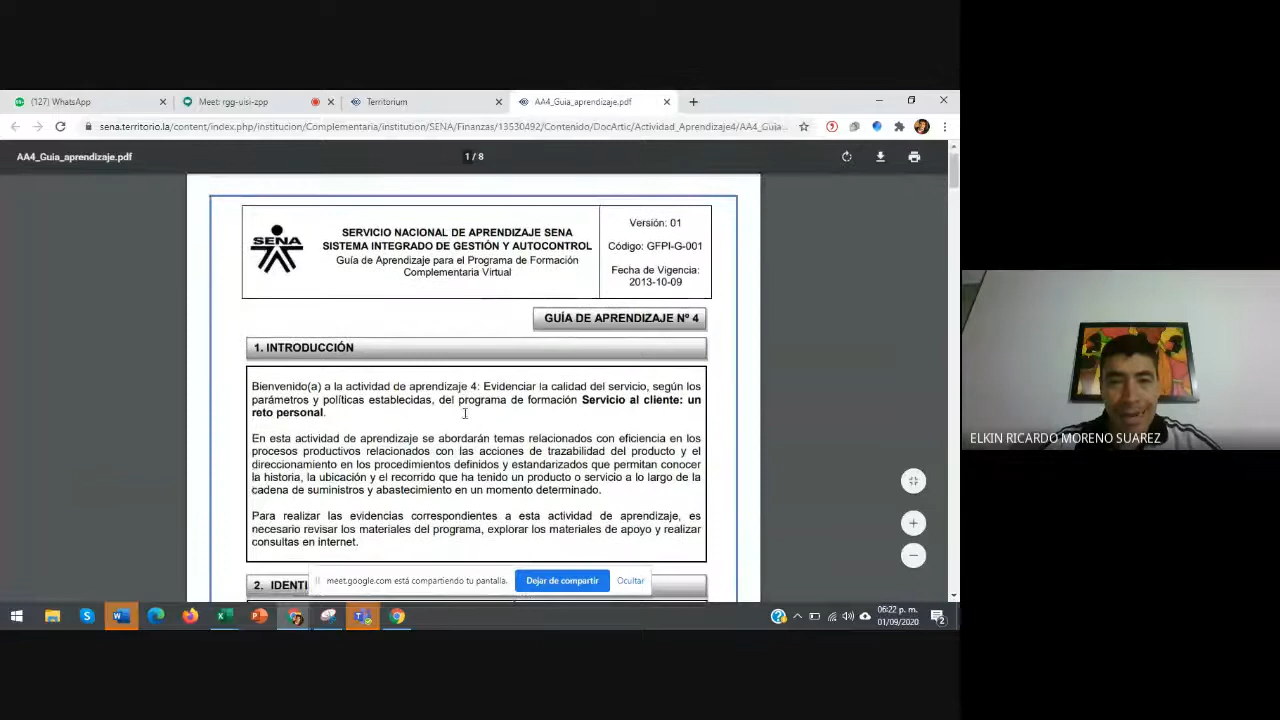 (127) WhatsApp
Meet: rgg-uisi-zpp
Territorium
AA4_Guia_aprendizaje.pdf
sena.territorio.la/content/index.php/institucion/Complementaria/institution/SENA/Finanzas/13530492/Contenido/DocArtic/Actividad_Aprendizaje4/AA4_Guia...
AA4_Guia_aprendizaje.pdf
1 / 8
SENA
SERVICIO NACIONAL DE APRENDIZAJE SENA
SISTEMA INTEGRADO DE GESTIÓN Y AUTOCONTROL
Guía de Aprendizaje para el Programa de Formación
Complementaria Virtual
Versión: 01
Código: GFPI-G-001
Fecha de Vigencia:
2013-10-09
GUÍA DE APRENDIZAJE Nº 4
1. INTRODUCCIÓN
Bienvenido(a) a la actividad de aprendizaje 4: Evidenciar la calidad del servicio, según los
parámetros y políticas establecidas, del programa de formación Servicio al cliente: un
reto personal.
En esta actividad de aprendizaje se abordarán temas relacionados con eficiencia en los
procesos productivos relacionados con las acciones de trazabilidad del producto y el
direccionamiento en los procedimientos definidos y estandarizados que permitan conocer
la historia, la ubicación y el recorrido que ha tenido un producto o servicio a lo largo de la
cadena de suministros y abastecimiento en un momento determinado.
Para realizar las evidencias correspondientes a esta actividad de aprendizaje, es
necesario revisar los materiales del programa, explorar los materiales de apoyo y realizar
consultas en internet.
2. IDENTI
meet.google.com está compartiendo tu pantalla.
Dejar de compartir
Ocultar
06:22 p. m.
01/09/2020
2
ELKIN RICARDO MORENO SUAREZ